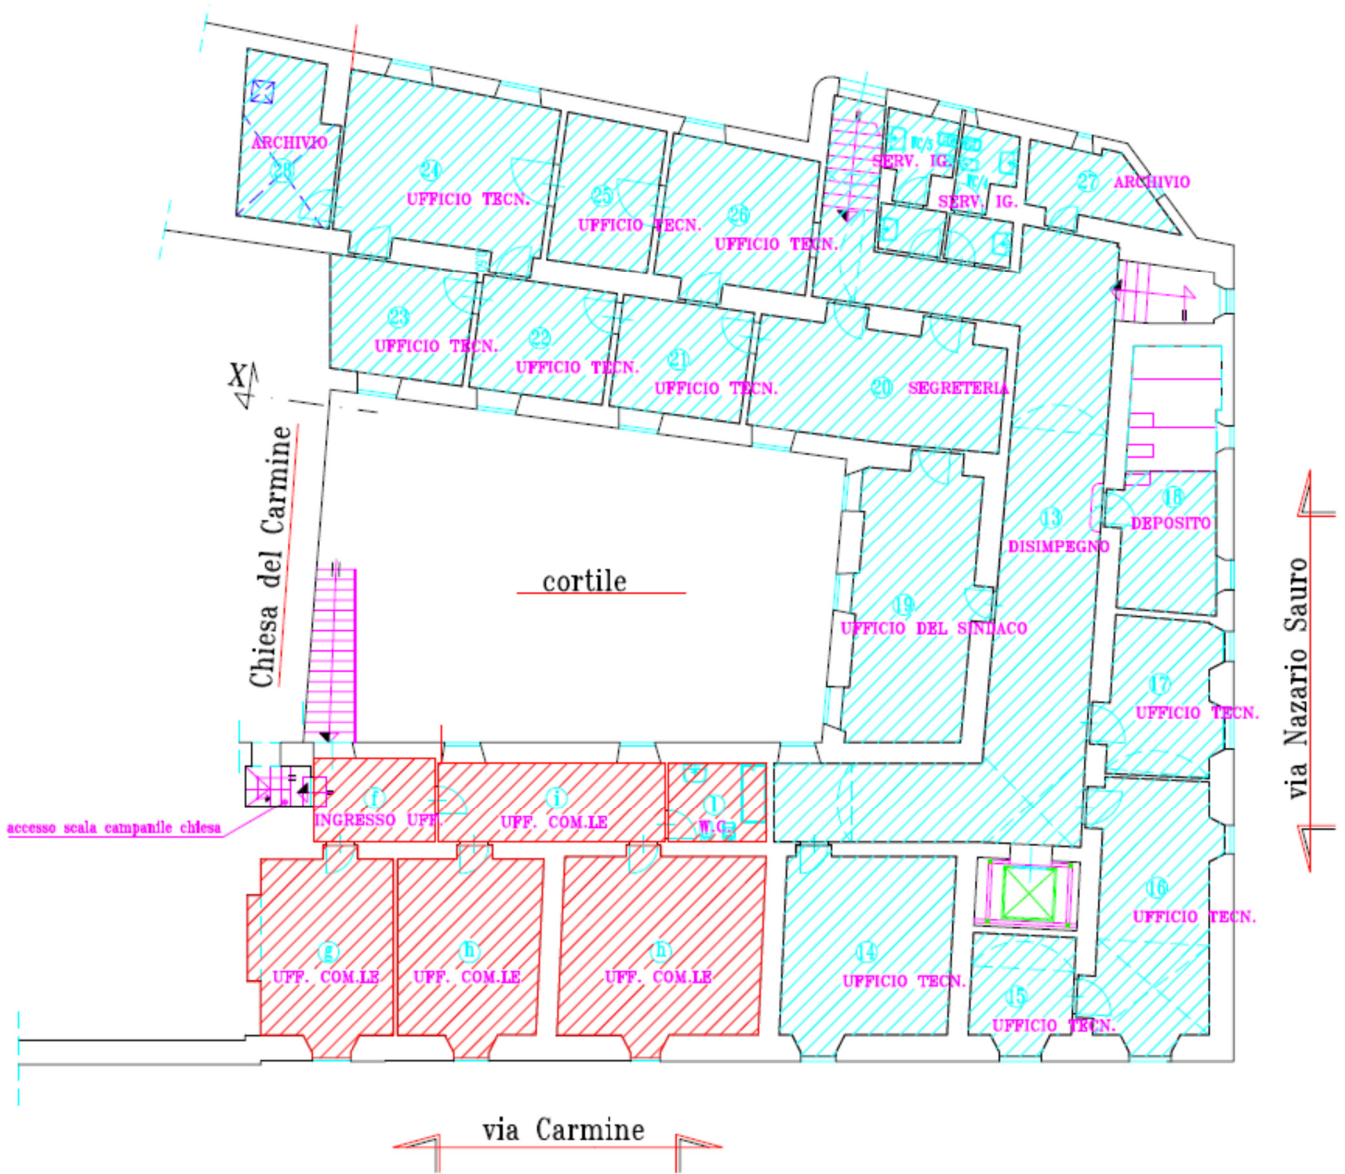 ARCHIVIO
28
24
UFFICIO TECN.
25
UFFICIO TECN.
26
UFFICIO TECN.
SERV. IG.
SERV. IG.
27
ARCHIVIO
23
UFFICIO TECN.
22
UFFICIO TECN.
21
UFFICIO TECN.
20
SEGRETERIA
X
Chiesa del Carmine
cortile
13
DISIMPEGNO
18
DEPOSITO
19
UFFICIO DEL SINDACO
17
UFFICIO TECN.
via Nazario Sauro
f
INGRESSO UFF.
i
UFF. COM.LE
l
W.C.
accesso scala campanile chiesa
16
UFFICIO TECN.
g
UFF. COM.LE
h
UFF. COM.LE
h
UFF. COM.LE
14
UFFICIO TECN.
15
UFFICIO TECN.
via Carmine